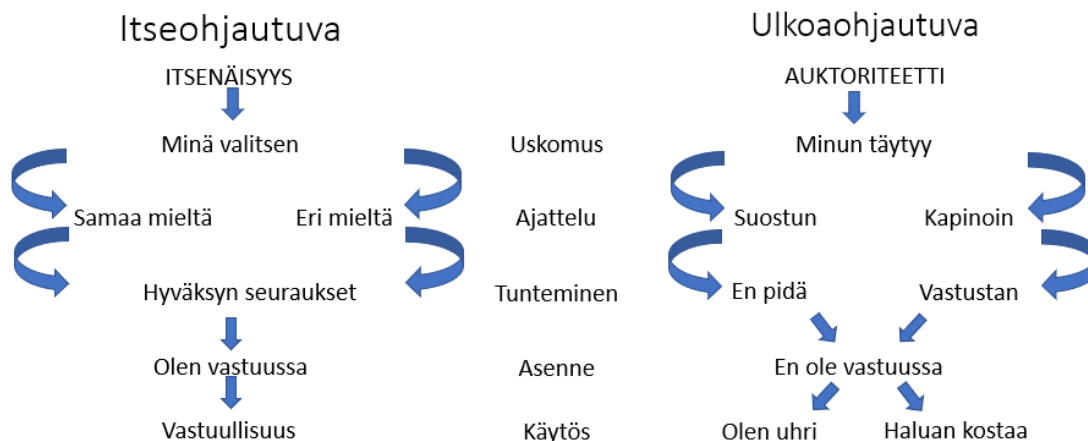 Itseohjautuva Ulkoaohjautuva
ITSENÄISYYS AUKTORITEETTI
Minä valitsen Uskomus Minun täytyy
Samaa mieltä Eri mieltä Ajattelu Suostun Kapinoin
Hyväksyn seuraukset Tunteminen En pidä Vastustan
Olen vastuussa Asenne En ole vastuussa
Vastuullisuus Käytös Olen uhri Haluan kostaa